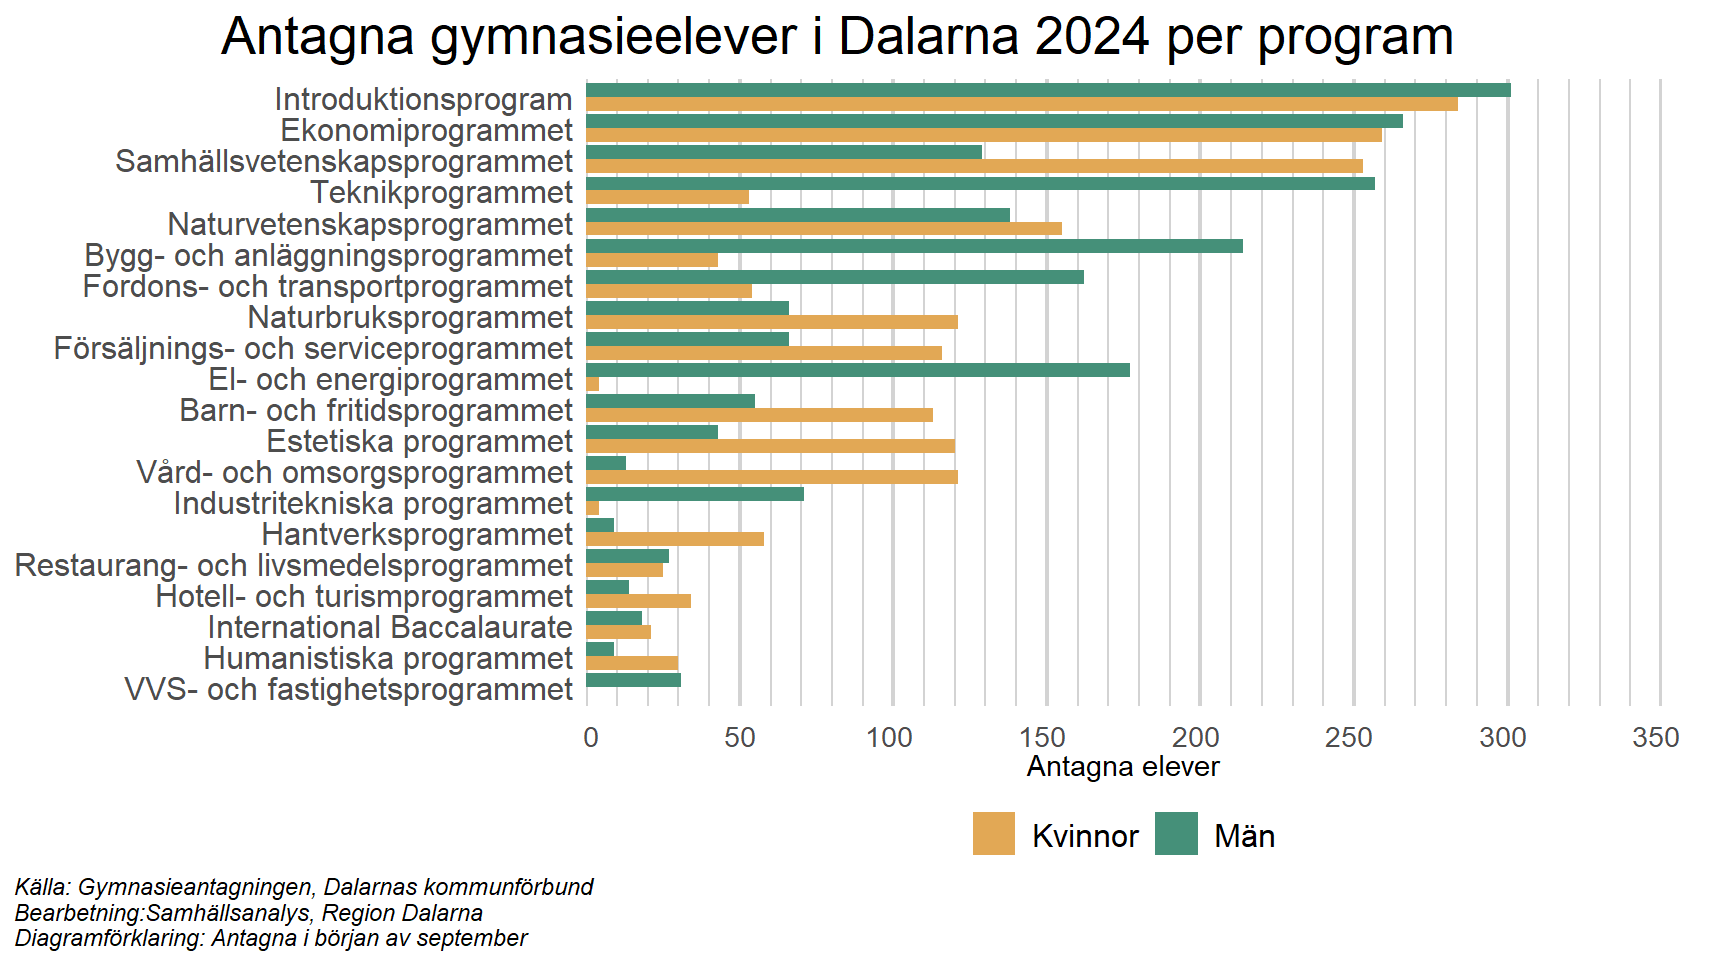 Antagna gymnasieelever i Dalarna 2024 per program
Introduktionsprogram
Ekonomiprogrammet
Samhällsvetenskapsprogrammet
Teknikprogrammet
Naturvetenskapsprogrammet
Bygg- och anläggningsprogrammet
Fordons- och transportprogrammet
Naturbruksprogrammet
Försäljnings- och serviceprogrammet
El- och energiprogrammet
Barn- och fritidsprogrammet
Estetiska programmet
Vård- och omsorgsprogrammet
Industritekniska programmet
Hantverksprogrammet
Restaurang- och livsmedelsprogrammet
Hotell- och turismprogrammet
International Baccalaurate
Humanistiska programmet
VVS- och fastighetsprogrammet
0 50 100 150 200 250 300 350
Antagna elever
Kvinnor Män
Källa: Gymnasieantagningen, Dalarnas kommunförbund
Bearbetning:Samhällsanalys, Region Dalarna
Diagramförklaring: Antagna i början av september